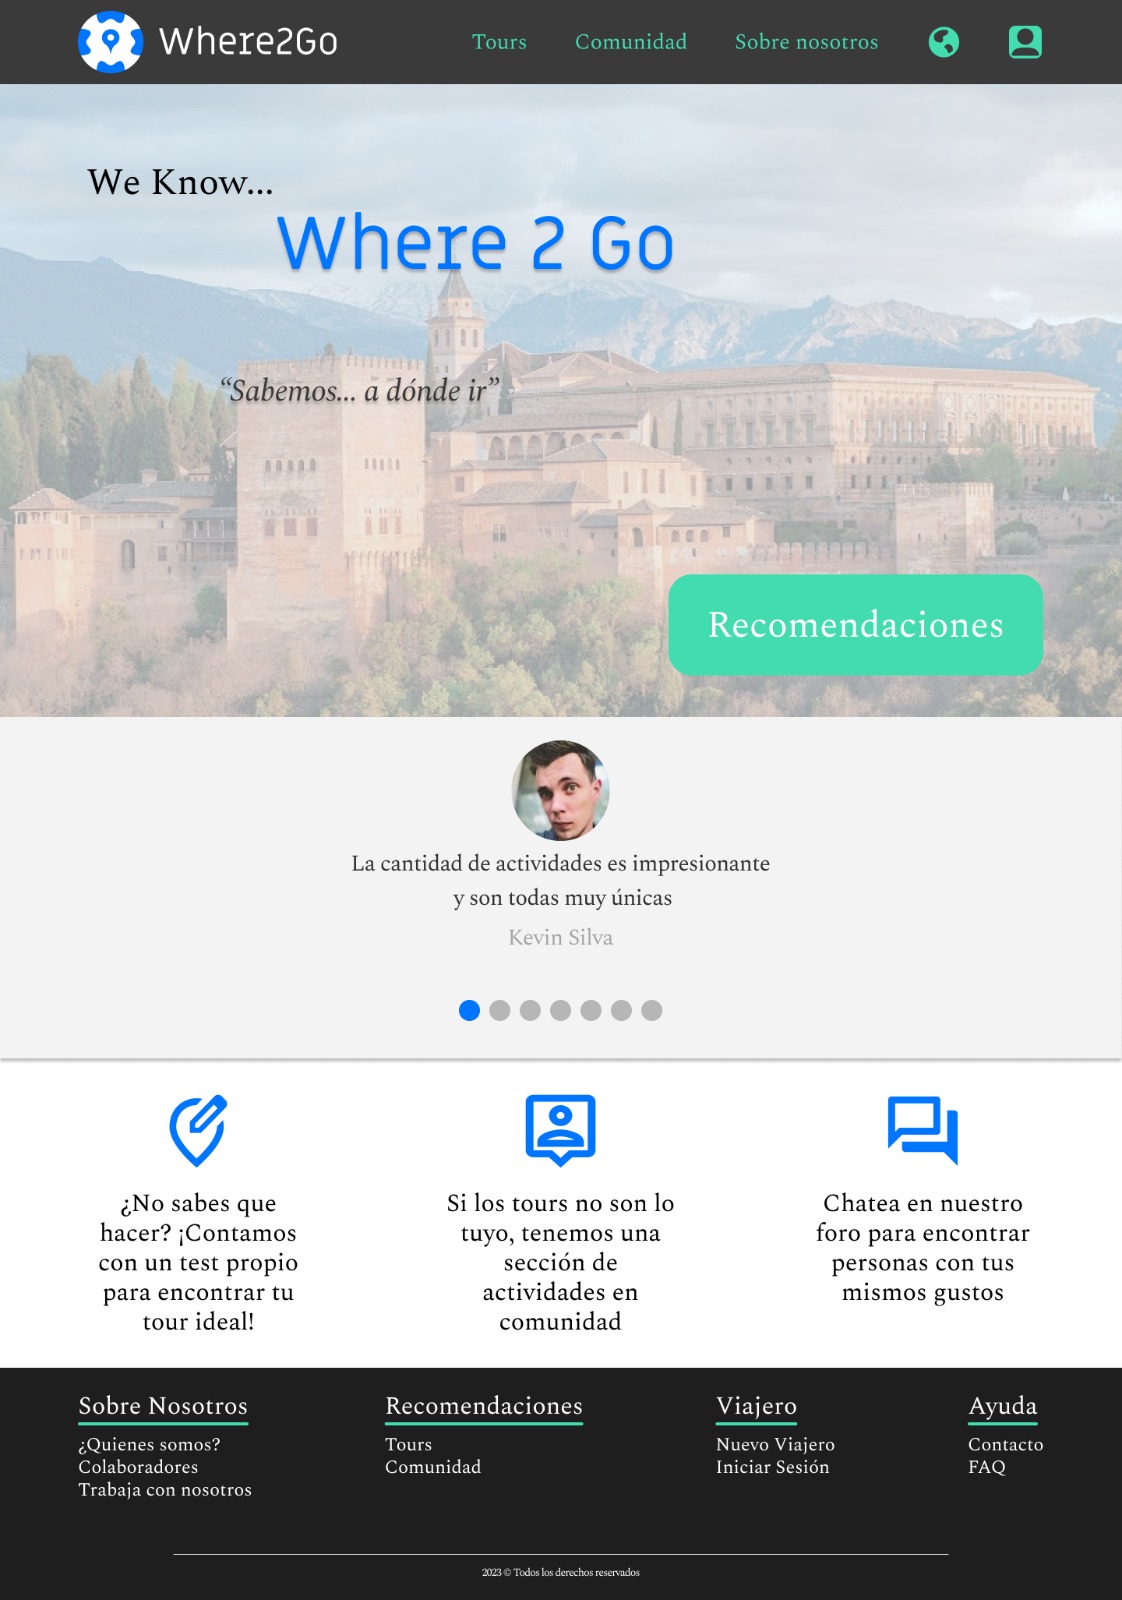 Where2Go
Tours
Comunidad
Sobre nosotros
We Know...
Where 2 Go
“Sabemos... a dónde ir”
Recomendaciones
La cantidad de actividades es impresionante
y son todas muy únicas
Kevin Silva
¿No sabes que
hacer? ¡Contamos
con un test propio
para encontrar tu
tour ideal!
Si los tours no son lo
tuyo, tenemos una
sección de
actividades en
comunidad
Chatea en nuestro
foro para encontrar
personas con tus
mismos gustos
Sobre Nosotros
¿Quienes somos?
Colaboradores
Trabaja con nosotros
Recomendaciones
Tours
Comunidad
Viajero
Nuevo Viajero
Iniciar Sesión
Ayuda
Contacto
FAQ
2023 © Todos los derechos reservados